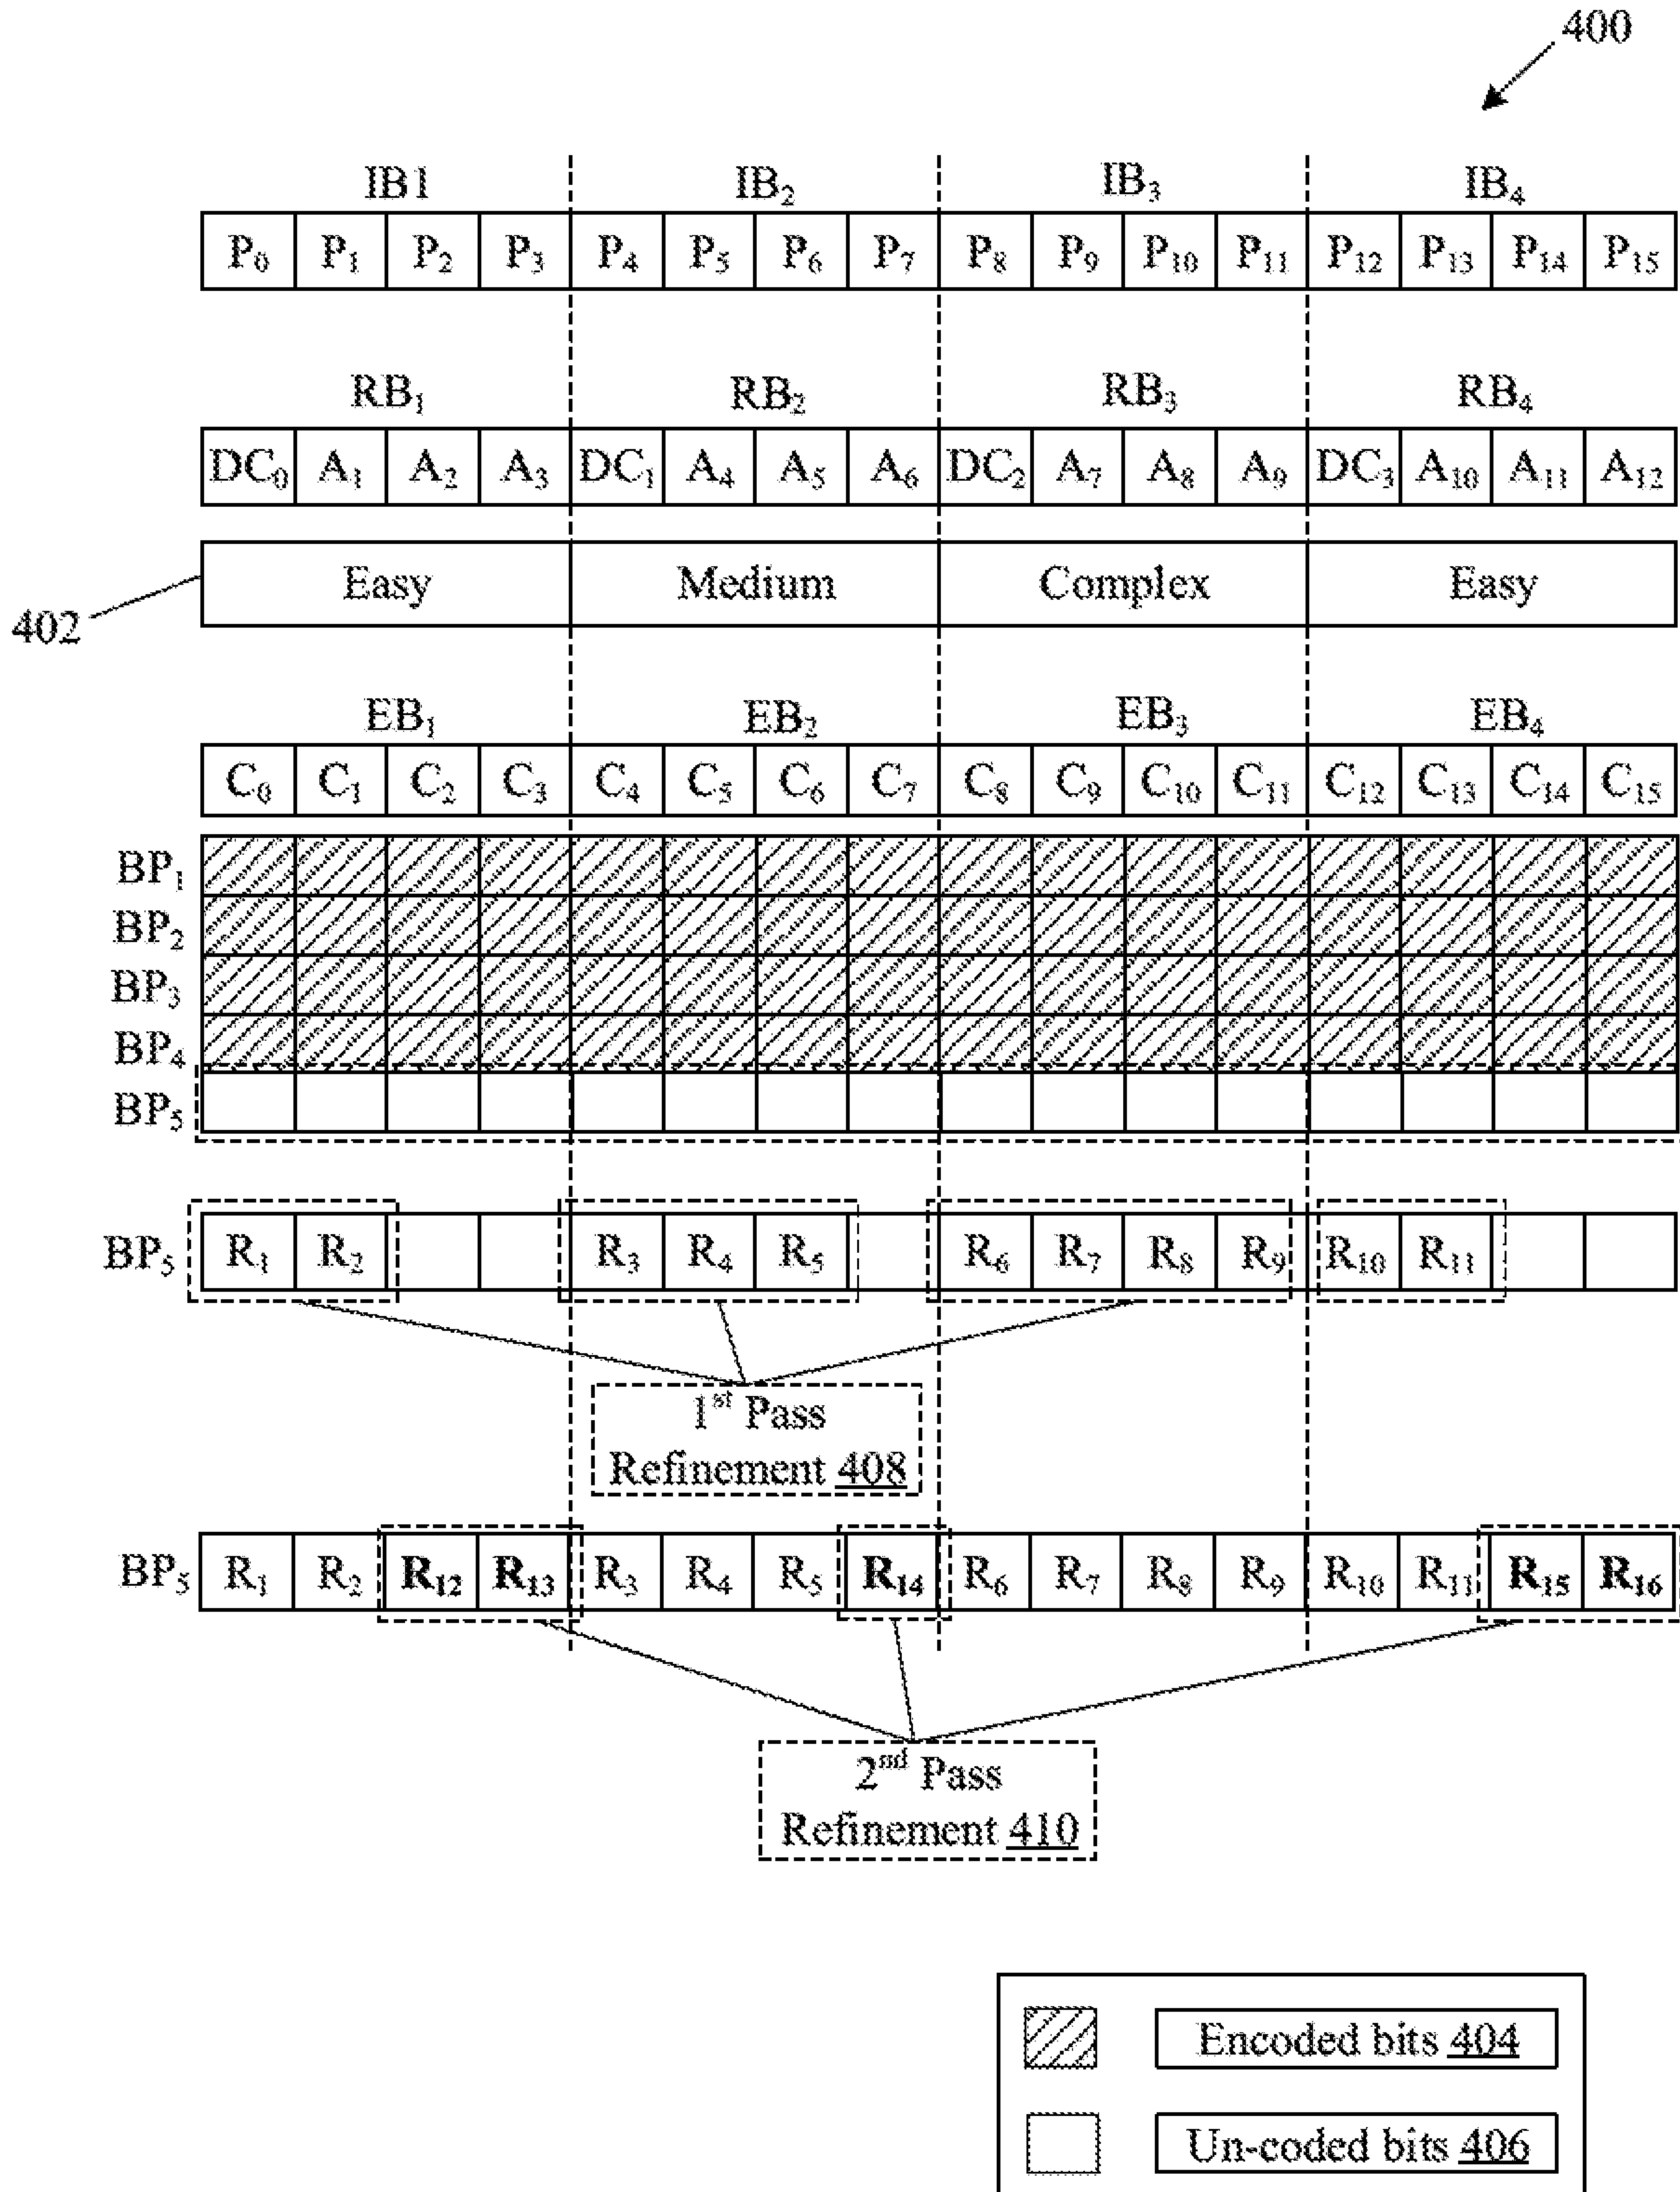 400
IB1 IB₂ IB₃ IB₄
P₀ P₁ P₂ P₃ P₄ P₅ P₆ P₇ P₈ P₉ P₁₀ P₁₁ P₁₂ P₁₃ P₁₄ P₁₅
RB₁ RB₂ RB₃ RB₄
DC₀ A₁ A₂ A₃ DC₁ A₄ A₅ A₆ DC₂ A₇ A₈ A₉ DC₃ A₁₀ A₁₁ A₁₂
Easy Medium Complex Easy
402
EB₁ EB₂ EB₃ EB₄
C₀ C₁ C₂ C₃ C₄ C₅ C₆ C₇ C₈ C₉ C₁₀ C₁₁ C₁₂ C₁₃ C₁₄ C₁₅
BP₁
BP₂
BP₃
BP₄
BP₅
BP₅ R₁ R₂ R₃ R₄ R₅ R₆ R₇ R₈ R₉ R₁₀ R₁₁
1ˢᵗ Pass
Refinement 408
BP₅ R₁ R₂ R₁₂ R₁₃ R₃ R₄ R₅ R₁₄ R₆ R₇ R₈ R₉ R₁₀ R₁₁ R₁₅ R₁₆
2ⁿᵈ Pass
Refinement 410
Encoded bits 404
Un-coded bits 406